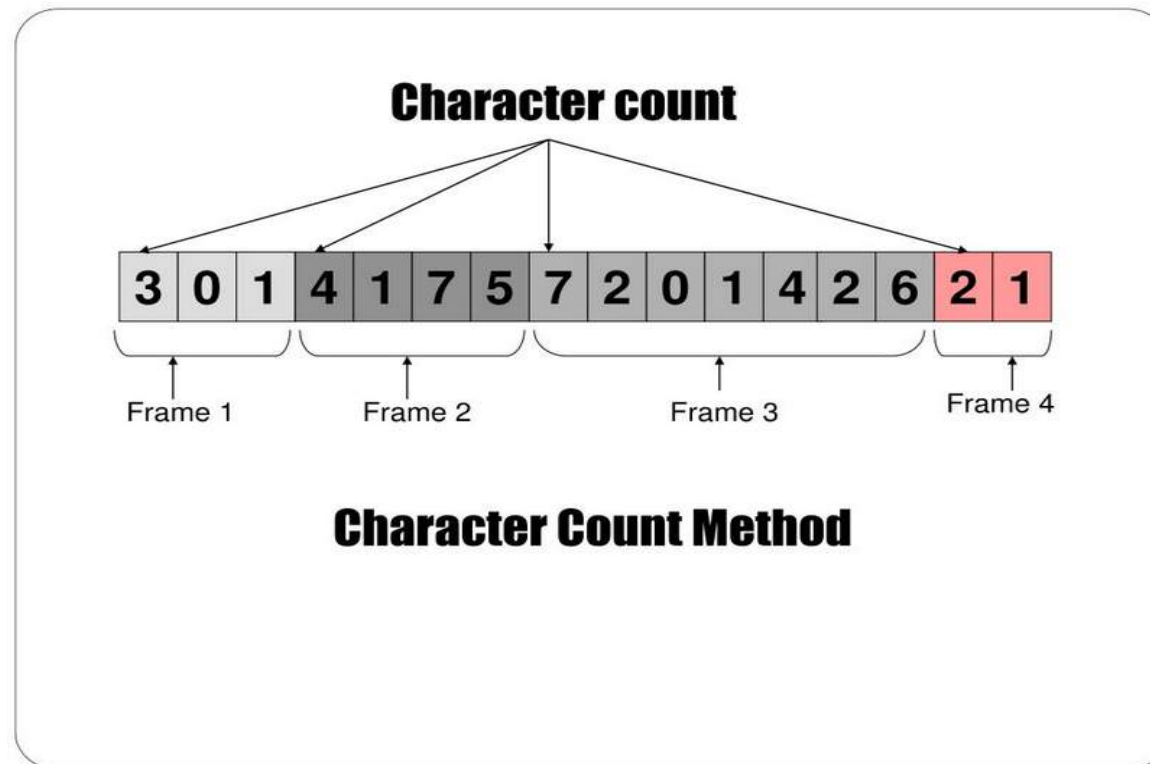 Character count
3 0 1 4 1 7 5 7 2 0 1 4 2 6 2 1
Frame 1 Frame 2 Frame 3 Frame 4
Character Count Method